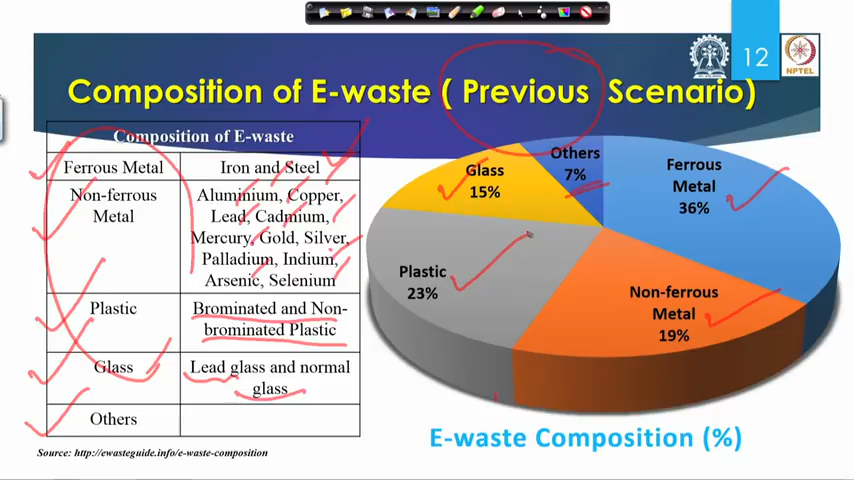 12
NPTEL
Composition of E-waste ( Previous Scenario)
Composition of E-waste
Ferrous Metal
Iron and Steel
Non-ferrous
Metal
Aluminium, Copper,
Lead, Cadmium,
Mercury, Gold, Silver,
Palladium, Indium,
Arsenic, Selenium
Plastic
Brominated and Non-
brominated Plastic
Glass
Lead glass and normal
glass
Others
Source: http://ewasteguide.info/e-waste-composition
Glass
15%
Others
7%
Ferrous
Metal
36%
Plastic
23%
Non-ferrous
Metal
19%
E-waste Composition (%)